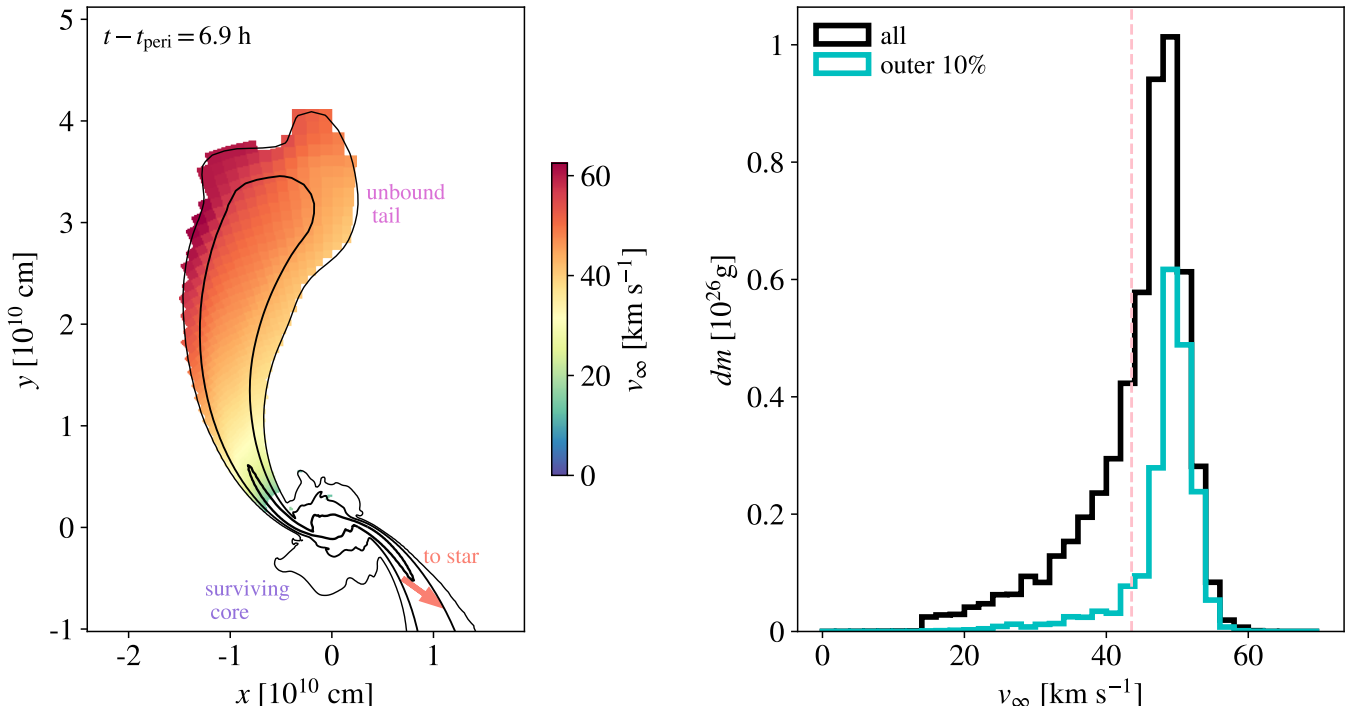 t − t_peri = 6.9 h
unbound
tail
to star
surviving
core
5
4
3
2
1
0
-1
y [10^10 cm]
-2
-1
0
1
x [10^10 cm]
60
40
20
0
v_∞ [km s^−1]
all
outer 10%
1
0.8
0.6
0.4
0.2
0
dm [10^26g]
0
20
40
60
v_∞ [km s^−1]